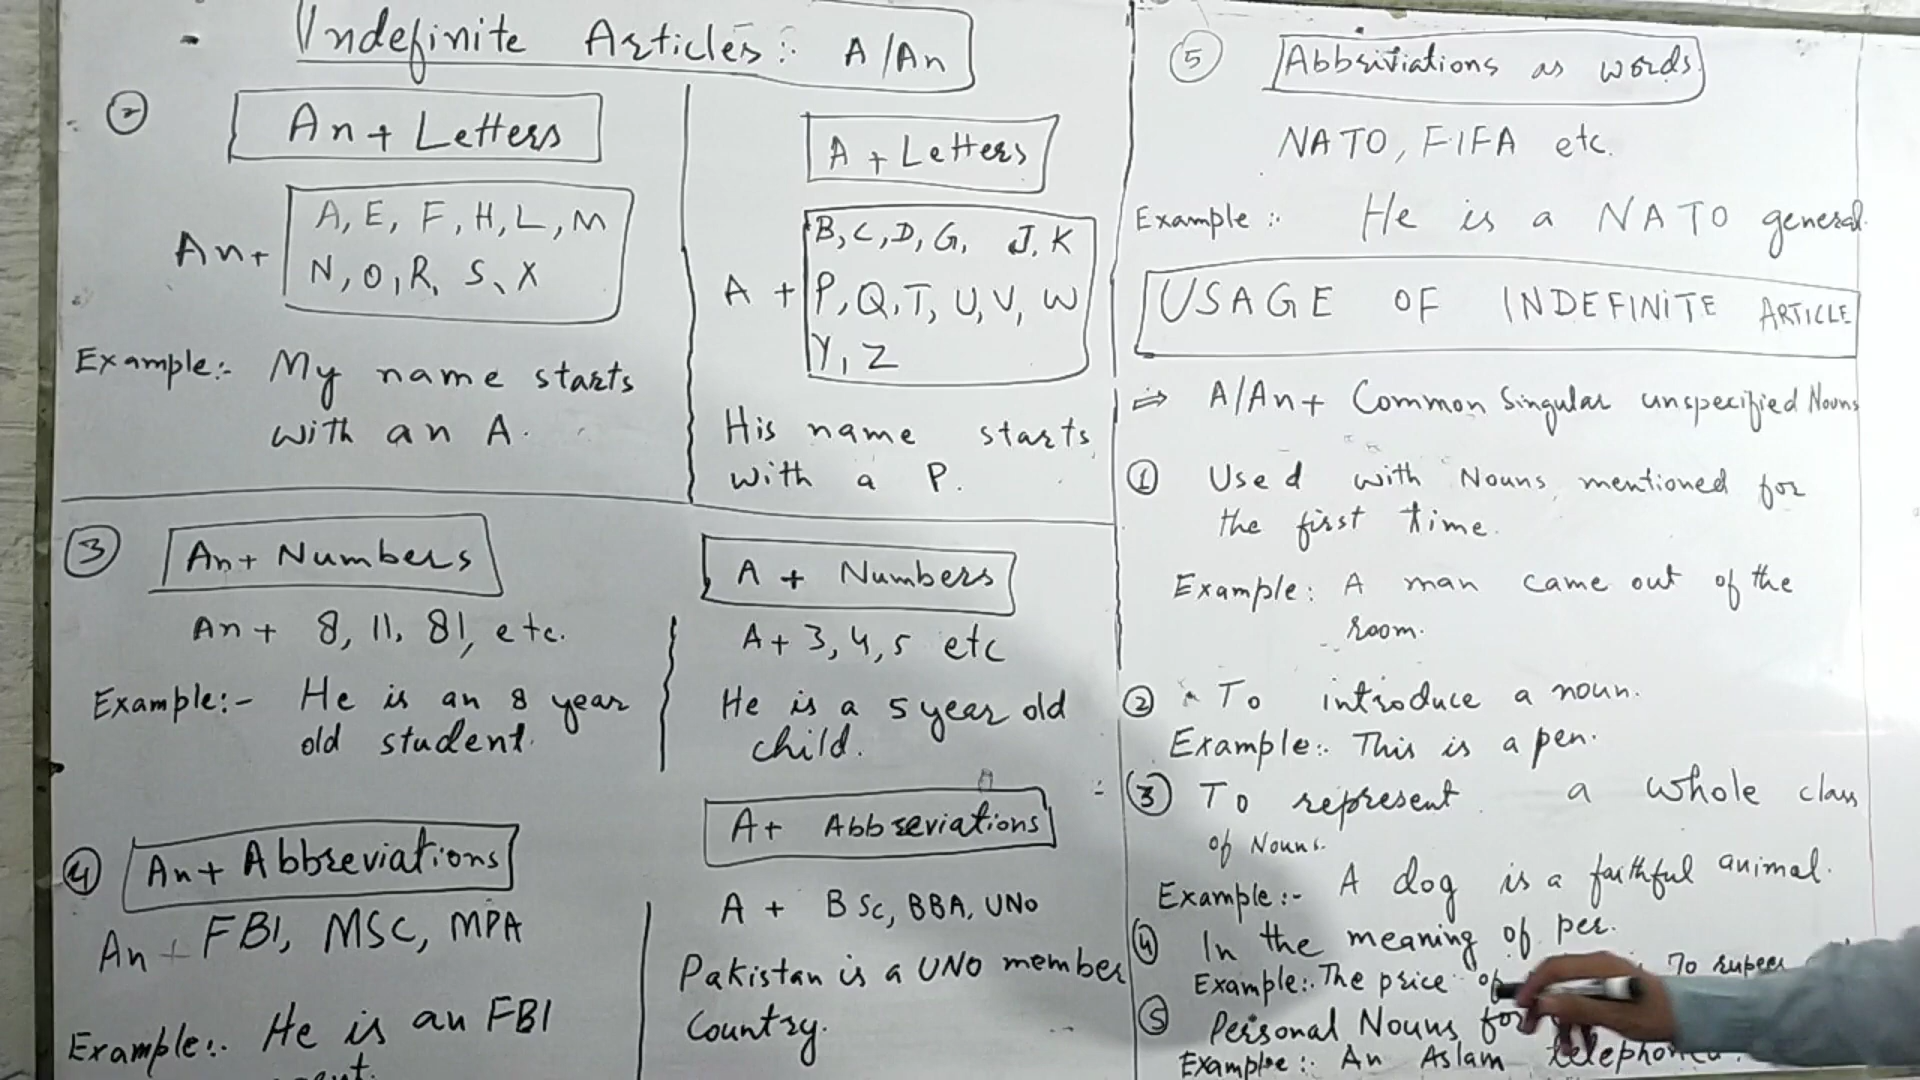 Indefinite Articles:. A/An
② An + Letters
An + A, E, F, H, L, M
N, O, R, S, X
Example:- My name starts
with an A.
A + Letters
A + B, C, D, G, J, K
P, Q, T, U, V, W
Y, Z
His name starts
with a P.
③ An + Numbers
An + 8, 11, 81, etc.
Example:- He is an 8 year
old student.
A + Numbers
A + 3, 4, 5 etc
He is a 5 year old
child.
④ An + Abbreviations
An + FBI, MSC, MPA
Example:. He is an FBI
A + Abbreviations
A + BSc, BBA, UNO
Pakistan is a UNO member
Country.
⑤ Abbriviations as words
NATO, FIFA etc.
Example:. He is a NATO general.
USAGE OF INDEFINITE ARTICLE
⇒ A/An + Common Singular unspecified Nouns
① Used with Nouns mentioned for
the first time.
Example: A man came out of the
room.
② To introduce a noun.
Example:. This is a pen.
③ To represent a whole class
of Nouns.
Example:- A dog is a faithful animal.
④ In the meaning of per.
Example:. The price of 70 rupees
⑤ Personal Nouns for
Example:. An Aslam telephoned.